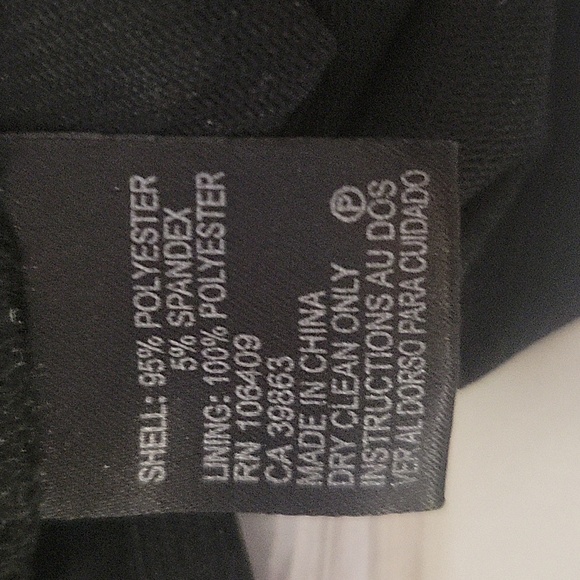 SHELL: 95% POLYESTER
5% SPANDEX
LINING: 100% POLYESTER
RN 106409
CA 39863
MADE IN CHINA
DRY CLEAN ONLY Ⓟ
INSTRUCTIONS AU DOS
VER AL DORSO PARA CUIDADO